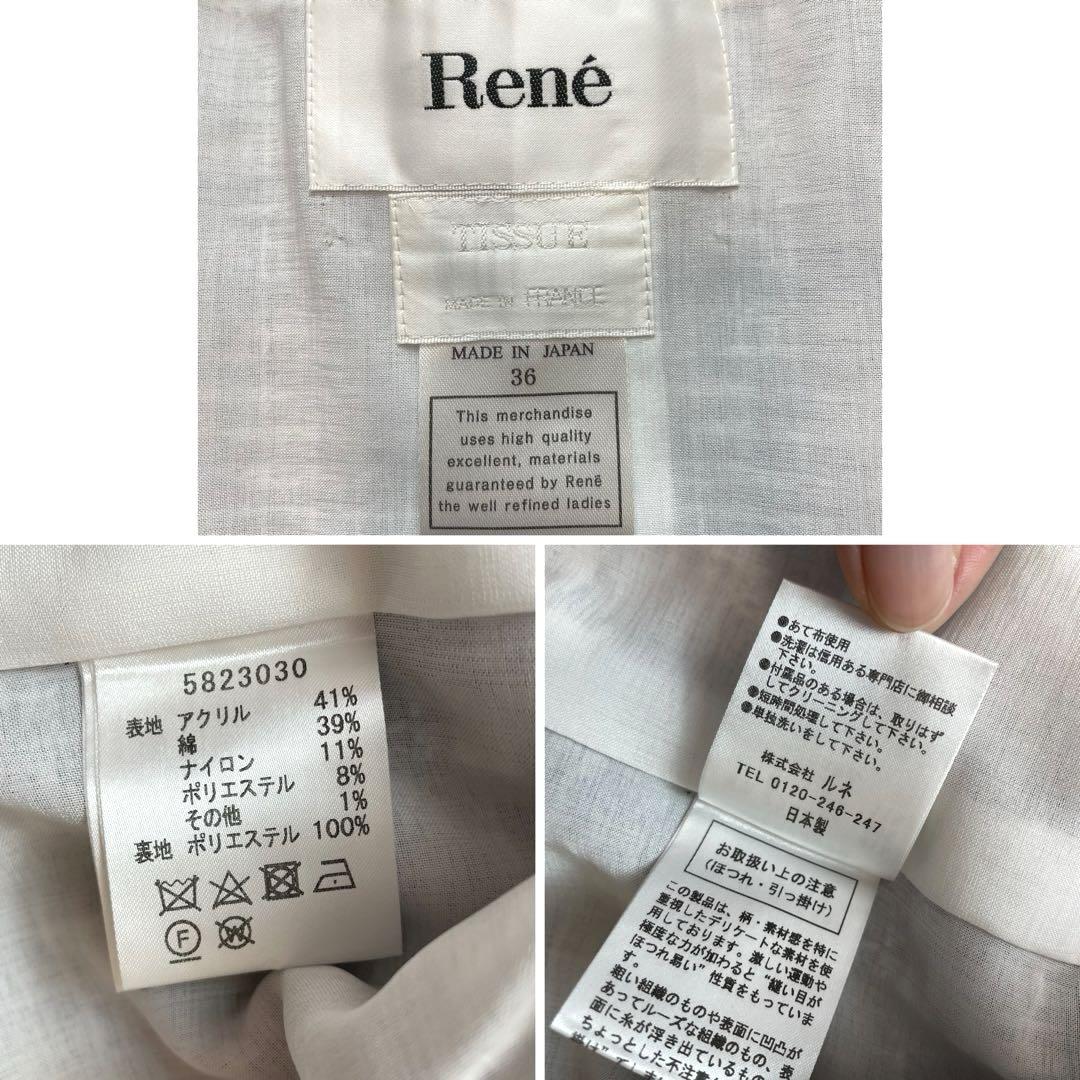 René
TISSUE
MADE IN FRANCE
MADE IN JAPAN
36
This merchandise
uses high quality
excellent, materials
guaranteed by René
the well refined ladies
5823030
表地 アクリル 41%
綿 39%
ナイロン 11%
ポリエステル 8%
その他 1%
裏地 ポリエステル 100%
F
W
●あて布使用
●洗濯は信用ある専門店に御相談
下さい。
●付属品のある場合は、取りはず
してクリーニングして下さい。
●短時間処理して下さい。
●単独洗いをして下さい。
株式会社 ルネ
TEL 0120-246-247
日本製
お取扱い上の注意
(ほつれ・引っ掛け)
この製品は、柄・素材感を特に
重視したデリケートな素材を使
用しております。激しい運動や
極度な力が加わると“縫い目が
ほつれ易い”性質をもっていま
す。
粗い組織のものや表面に凹凸が
あってルーズな組織のもの、表
面に糸が浮き出ているもの
ちょっとした不注意